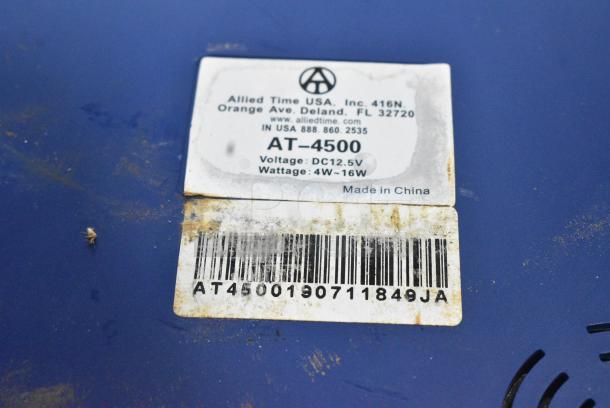 AT
Allied Time USA, Inc. 416N.
Orange Ave. Deland, FL 32720
www.alliedtime.com
IN USA 888. 860. 2535
AT-4500
Voltage: DC12.5V
Wattage: 4W~16W
Made in China
AT4500190711849JA